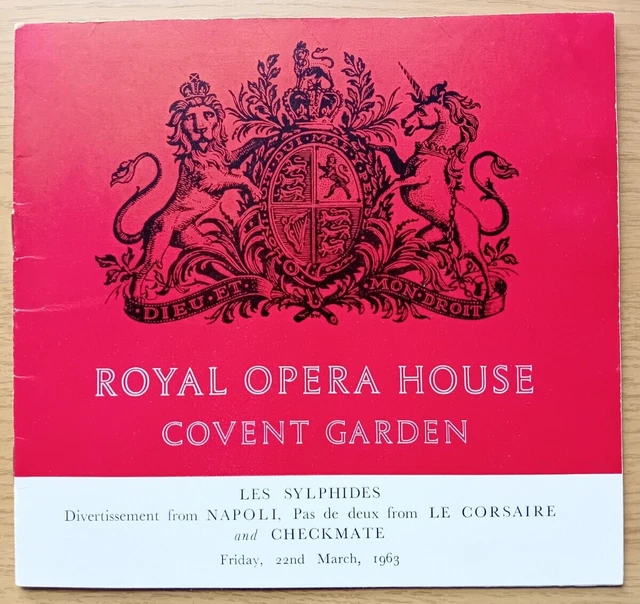 DIEU·ET· MON·DROIT
ROYAL OPERA HOUSE
COVENT GARDEN
LES SYLPHIDES
Divertissement from NAPOLI, Pas de deux from LE CORSAIRE
and CHECKMATE
Friday, 22nd March, 1963